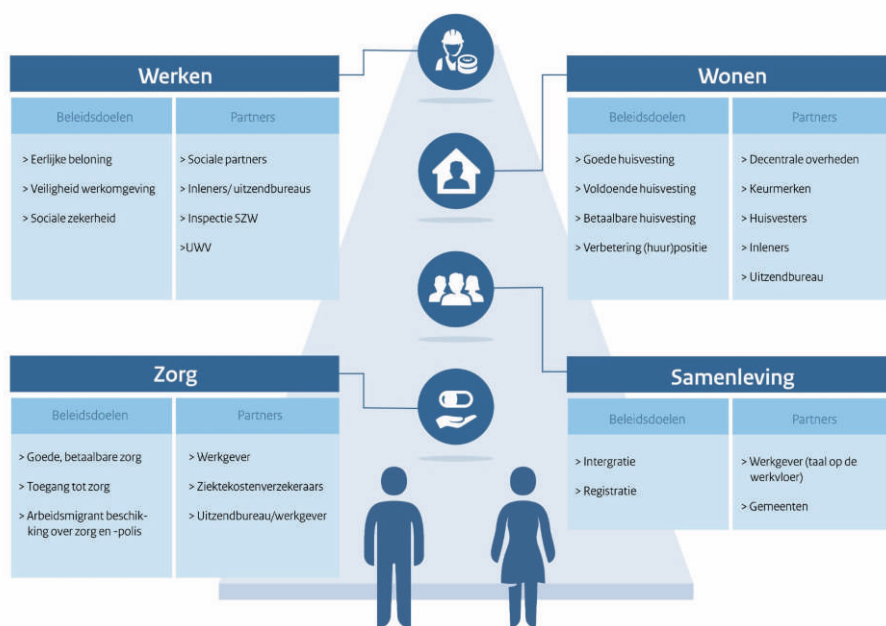 Werken
Beleidsdoelen
> Eerlijke beloning
> Veiligheid werkomgeving
> Sociale zekerheid
Partners
> Sociale partners
> Inleners/ uitzendbureaus
> Inspectie SZW
>UWV
Wonen
Beleidsdoelen
> Goede huisvesting
> Voldoende huisvesting
> Betaalbare huisvesting
> Verbetering (huur)positie
Partners
> Decentrale overheden
> Keurmerken
> Huisvesters
> Inleners
> Uitzendbureau
Zorg
Beleidsdoelen
> Goede, betaalbare zorg
> Toegang tot zorg
> Arbeidsmigrant beschik-
kking over zorg en -polis
Partners
> Werkgever
> Ziektekostenverzekeraars
> Uitzendbureau/werkgever
Samenleving
Beleidsdoelen
> Intergratie
> Registratie
Partners
> Werkgever (taal op de
werkvloer)
> Gemeenten